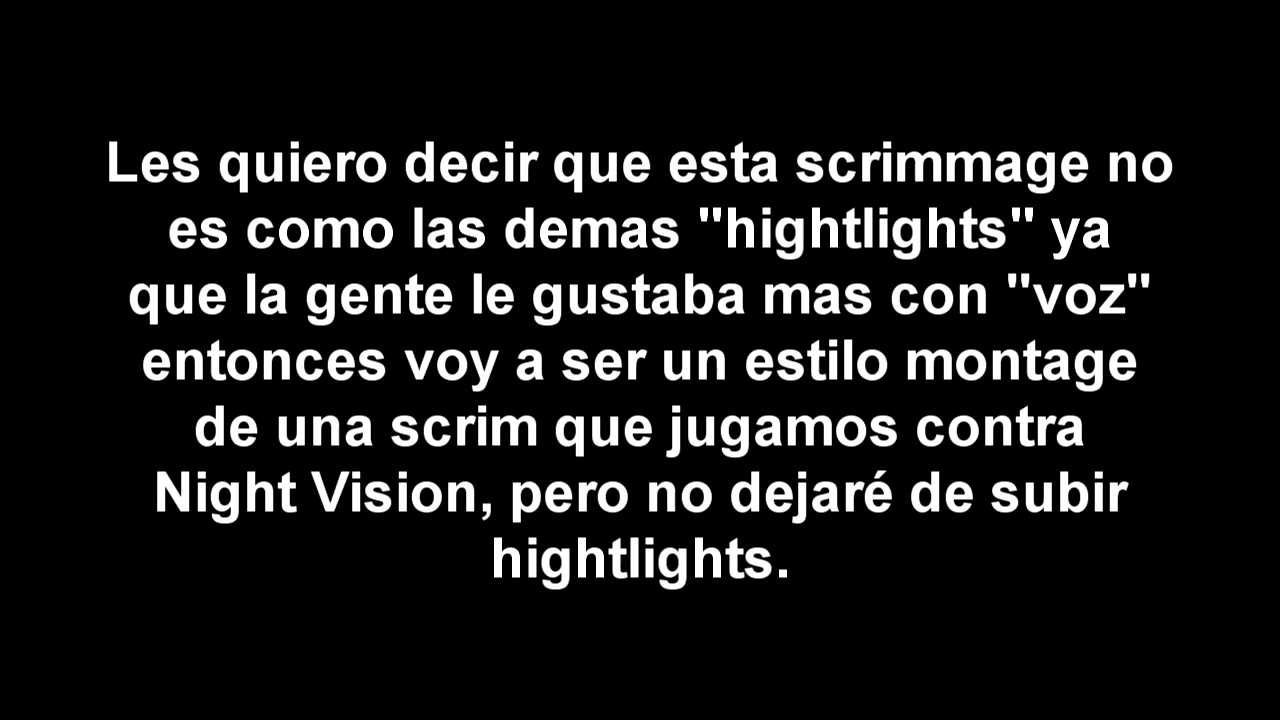 Les quiero decir que esta scrimmage no
es como las demas "hightlights" ya
que la gente le gustaba mas con "voz"
entonces voy a ser un estilo montage
de una scrim que jugamos contra
Night Vision, pero no dejaré de subir
hightlights.